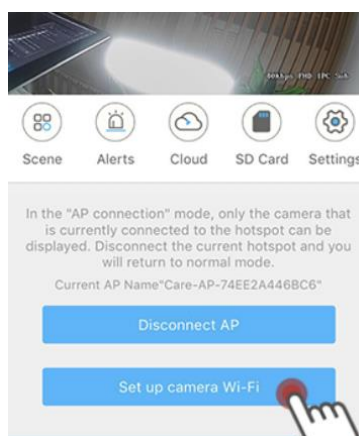 Scene Alerts Cloud SD Card Settings
In the "AP connection" mode, only the camera that
is currently connected to the hotspot can be
displayed. Disconnect the current hotspot and you
will return to normal mode.
Current AP Name"Care-AP-74EE2A446BC6"
Disconnect AP
Set up camera Wi-Fi